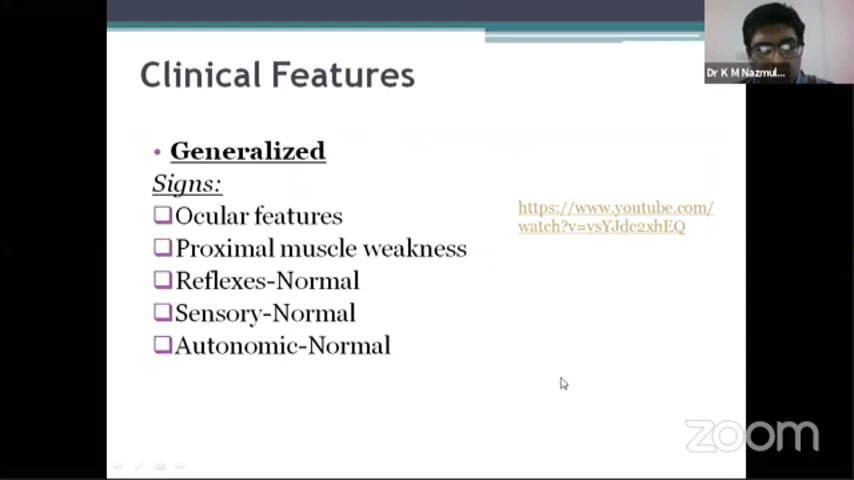 Clinical Features
Dr K M Nazmul...
• Generalized
Signs:
❑Ocular features
❑Proximal muscle weakness
❑Reflexes-Normal
❑Sensory-Normal
❑Autonomic-Normal
https://www.youtube.com/
watch?v=vsYJdc2xhEQ
zoom